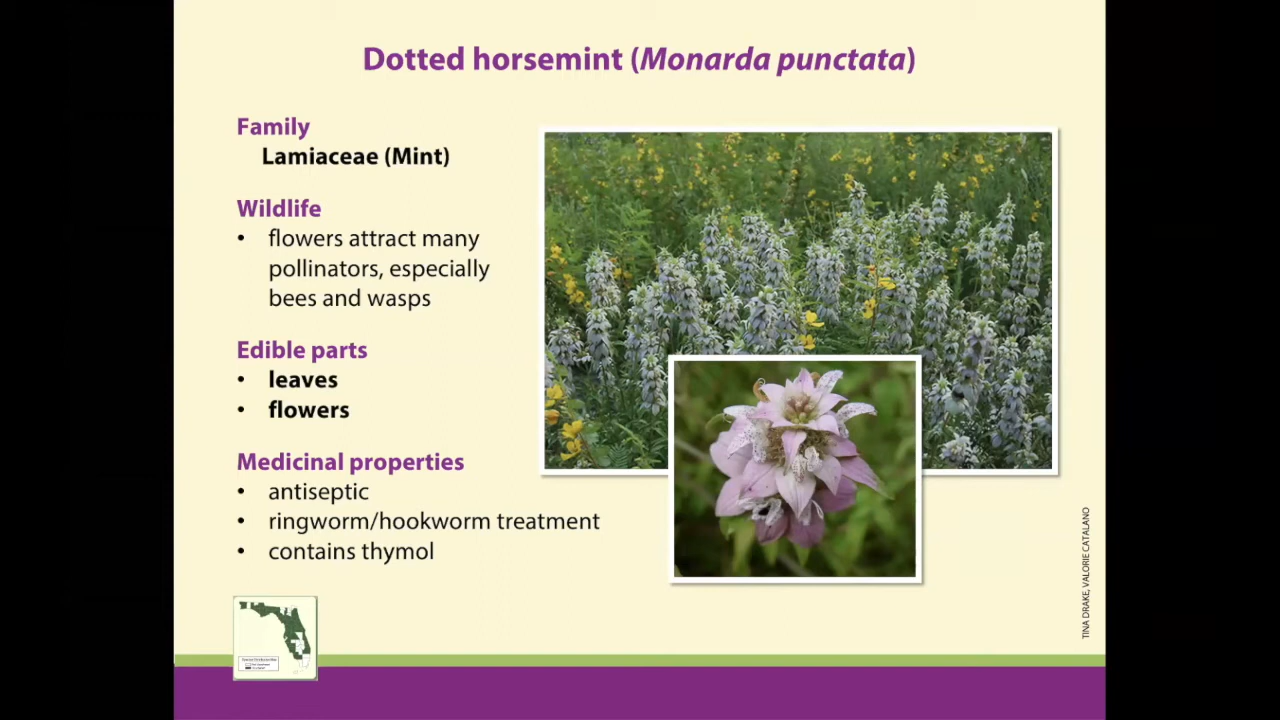 Dotted horsemint (Monarda punctata)
Family
Lamiaceae (Mint)
Wildlife
• flowers attract many
pollinators, especially
bees and wasps
Edible parts
• leaves
• flowers
Medicinal properties
• antiseptic
• ringworm/hookworm treatment
• contains thymol
TINA DRAKE, VALORIE CATALANO